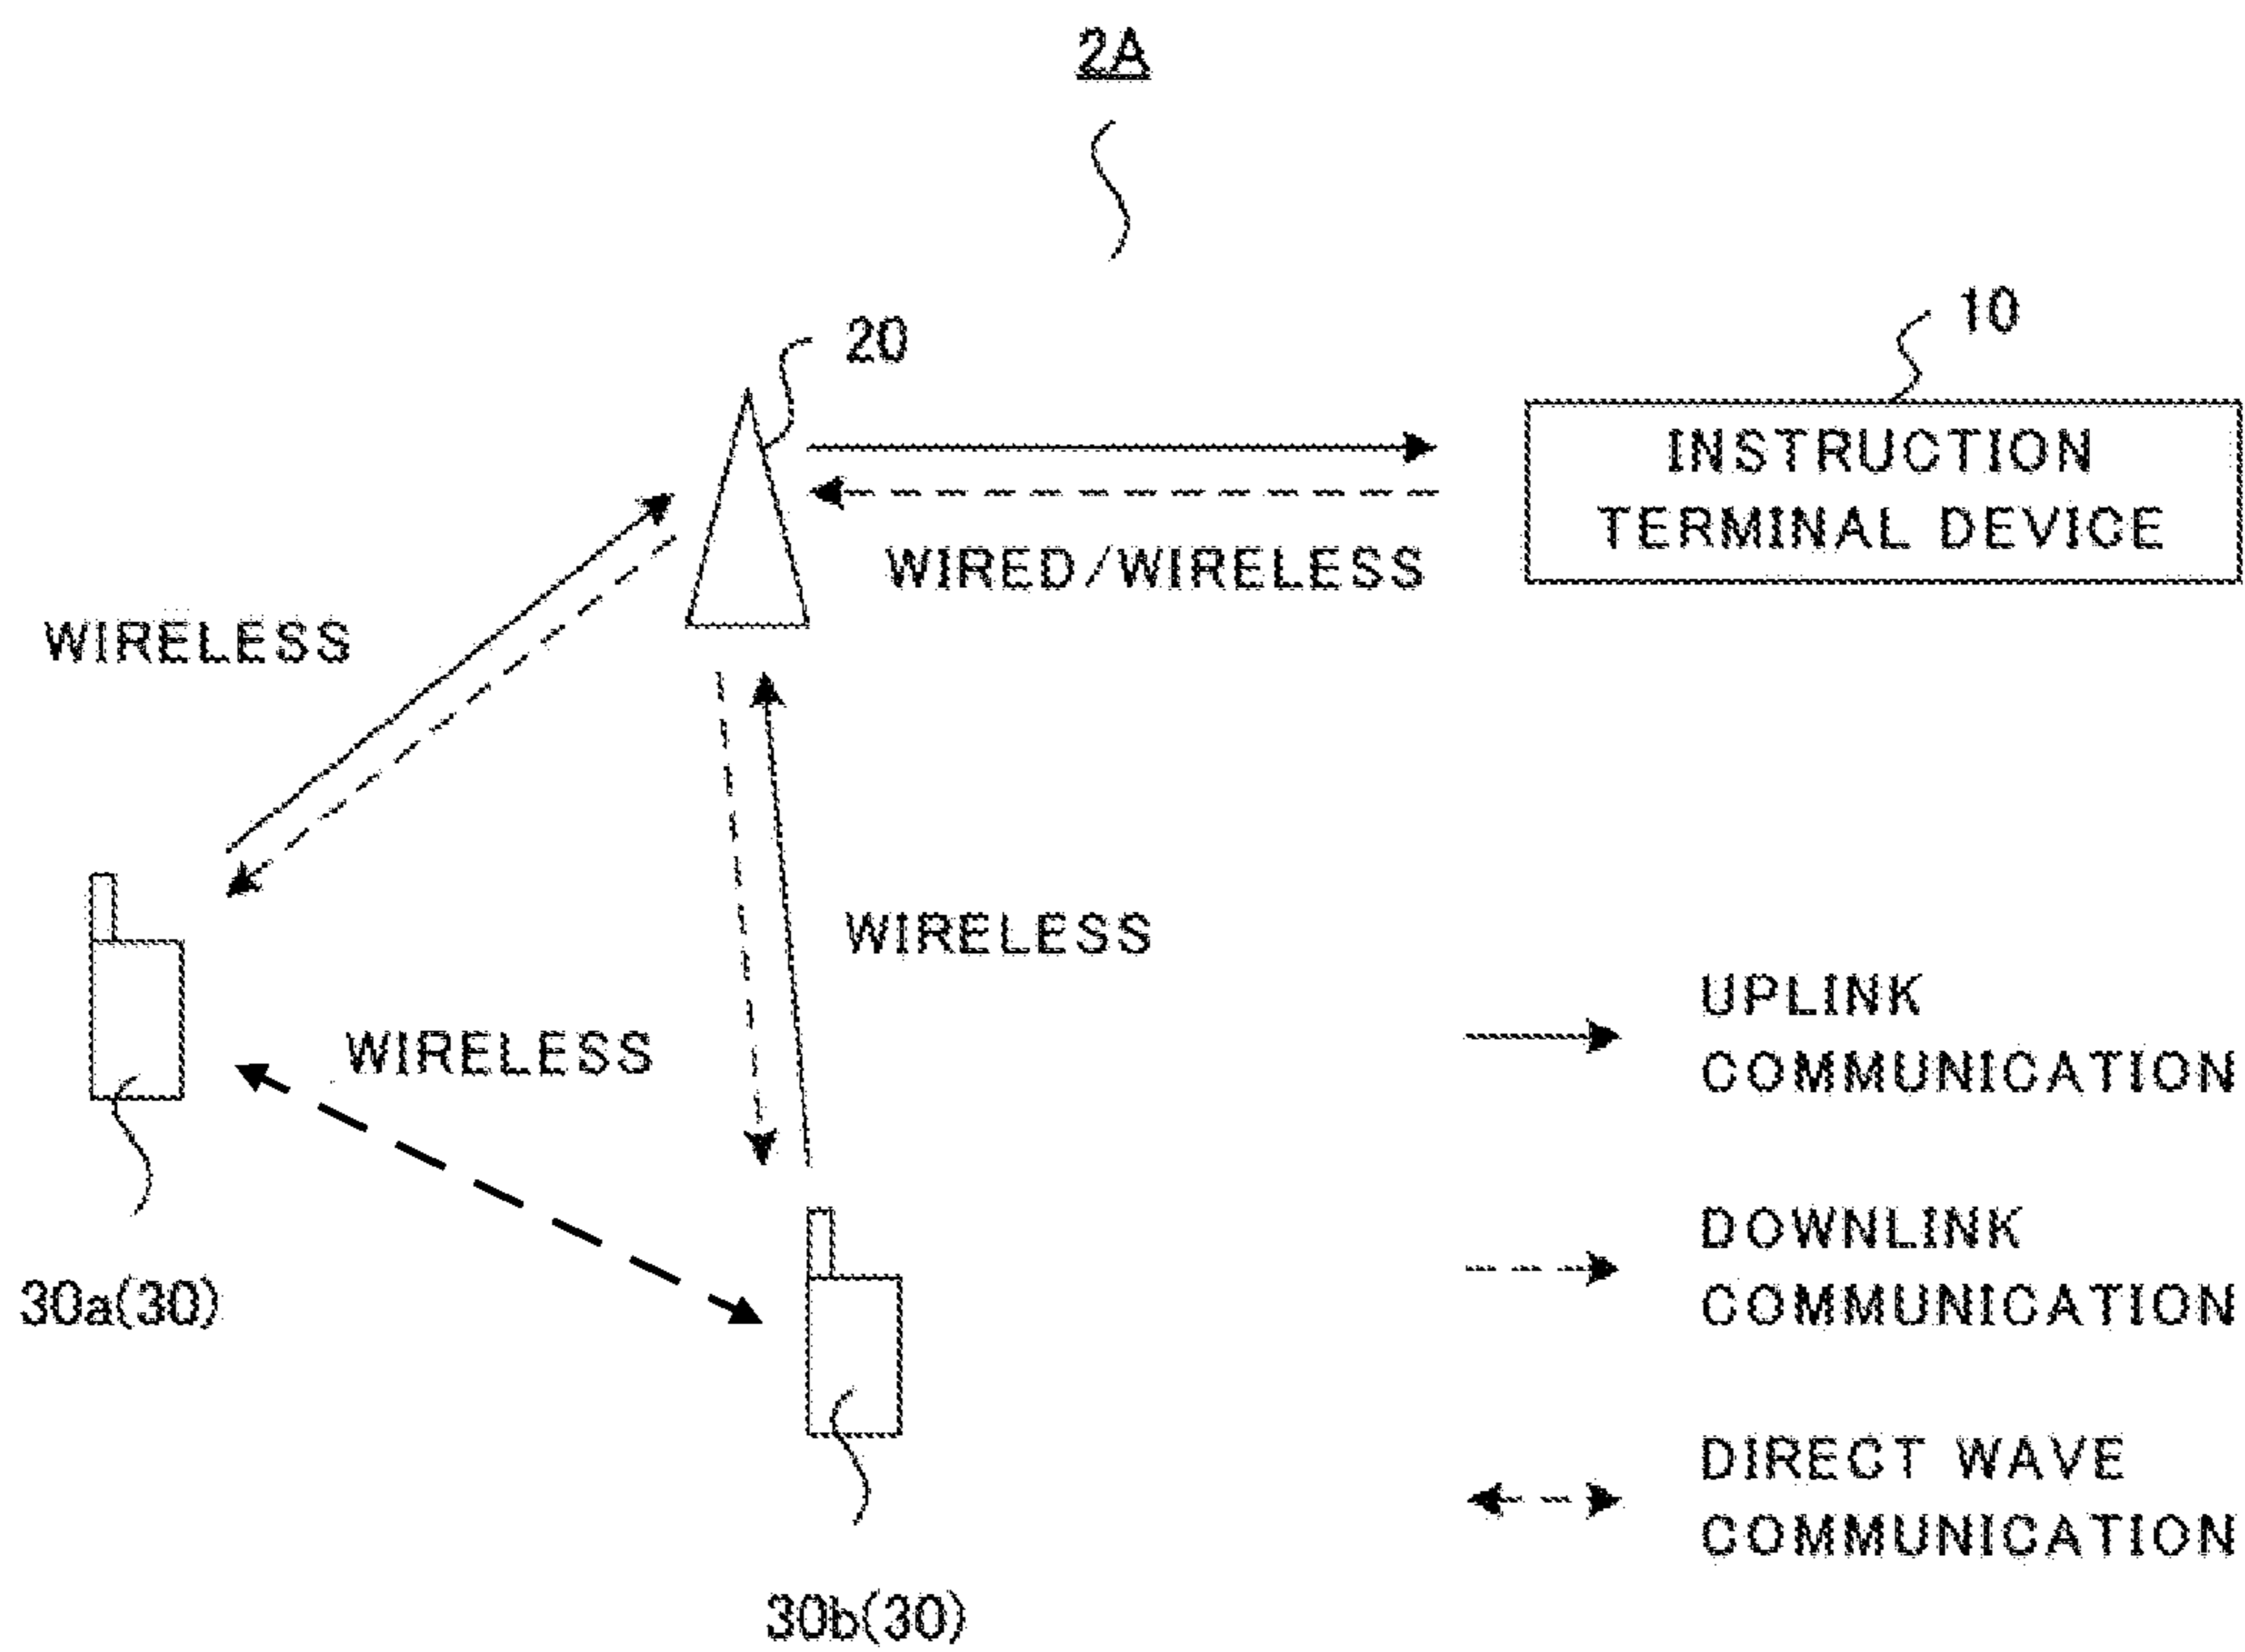 2A
20
10
INSTRUCTION
TERMINAL DEVICE
WIRED/WIRELESS
WIRELESS
WIRELESS
WIRELESS
UPLINK
COMMUNICATION
DOWNLINK
COMMUNICATION
30a(30)
DIRECT WAVE
COMMUNICATION
30b(30)